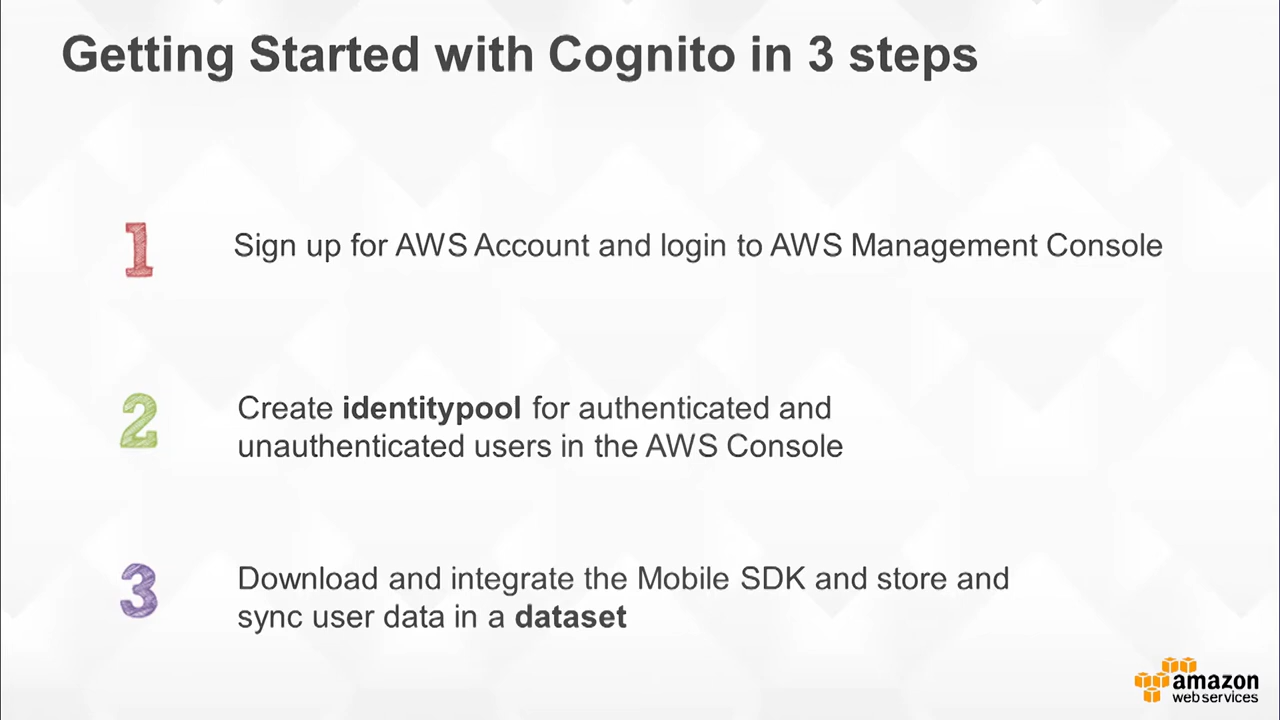 Getting Started with Cognito in 3 steps
1
Sign up for AWS Account and login to AWS Management Console
2
Create identitypool for authenticated and
unauthenticated users in the AWS Console
3
Download and integrate the Mobile SDK and store and
sync user data in a dataset
amazon
webservices